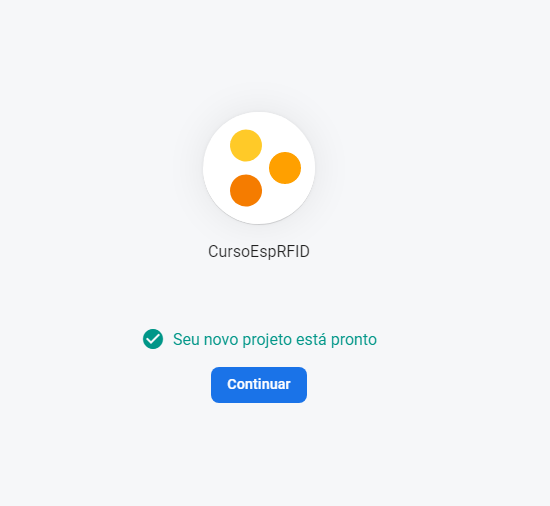 CursoEspRFID
Seu novo projeto está pronto
Continuar